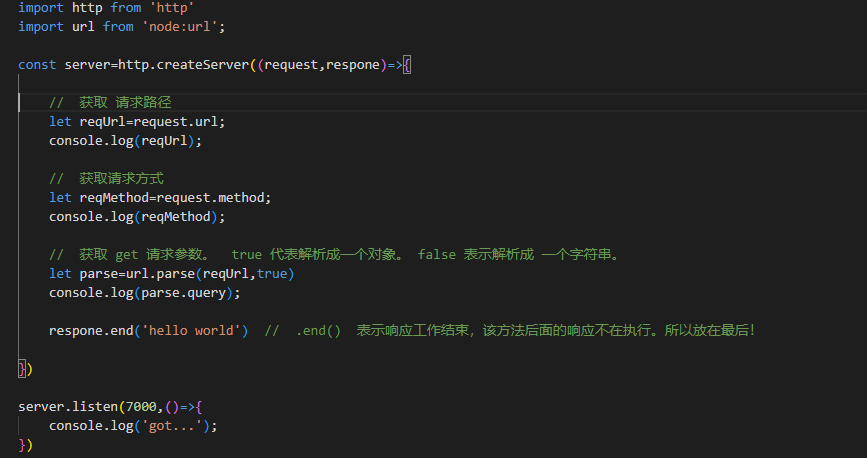 import http from 'http'
import url from 'node:url';
const server=http.createServer((request,respone)=>{
// 获取 请求路径
let reqUrl=request.url;
console.log(reqUrl);
// 获取请求方式
let reqMethod=request.method;
console.log(reqMethod);
// 获取 get 请求参数。 true 代表解析成一个对象。 false 表示解析成 一个字符串。
let parse=url.parse(reqUrl,true)
console.log(parse.query);
respone.end('hello world') // .end() 表示响应工作结束，该方法后面的响应不在执行。所以放在最后！
})
server.listen(7000,()=>{
console.log('got...');
})